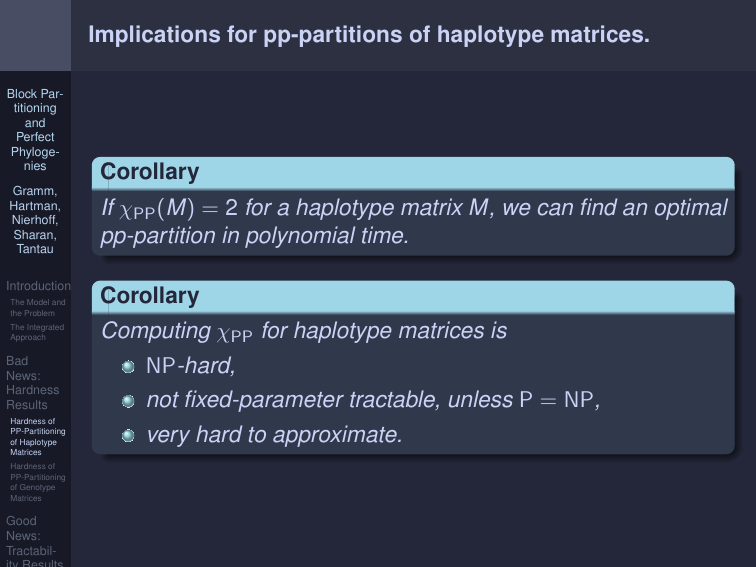 Implications for pp-partitions of haplotype matrices.
Block Par-
titioning
and
Perfect
Phyloge-
nies
Gramm,
Hartman,
Nierhoff,
Sharan,
Tantau
Introduction
The Model and
the Problem
The Integrated
Approach
Bad
News:
Hardness
Results
Hardness of
PP-Partitioning
of Haplotype
Matrices
Hardness of
PP-Partitioning
of Genotype
Matrices
Good
News:
Tractabil-
ity Results
Corollary
If χPP(M) = 2 for a haplotype matrix M, we can find an optimal
pp-partition in polynomial time.
Corollary
Computing χPP for haplotype matrices is
NP-hard,
not fixed-parameter tractable, unless P = NP,
very hard to approximate.